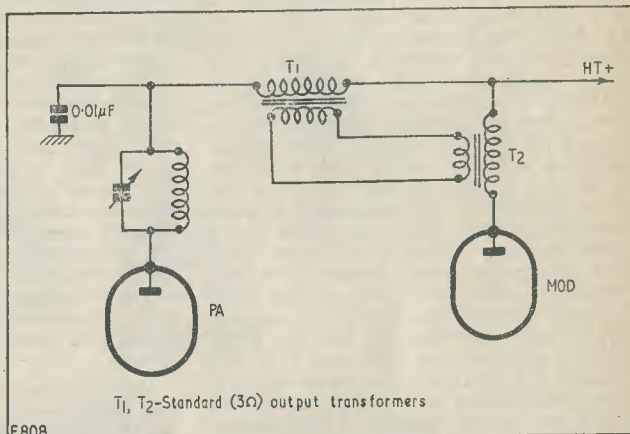 T1
HT+
0·01µF
T2
PA
MOD
T1, T2-Standard (3Ω) output transformers
E808